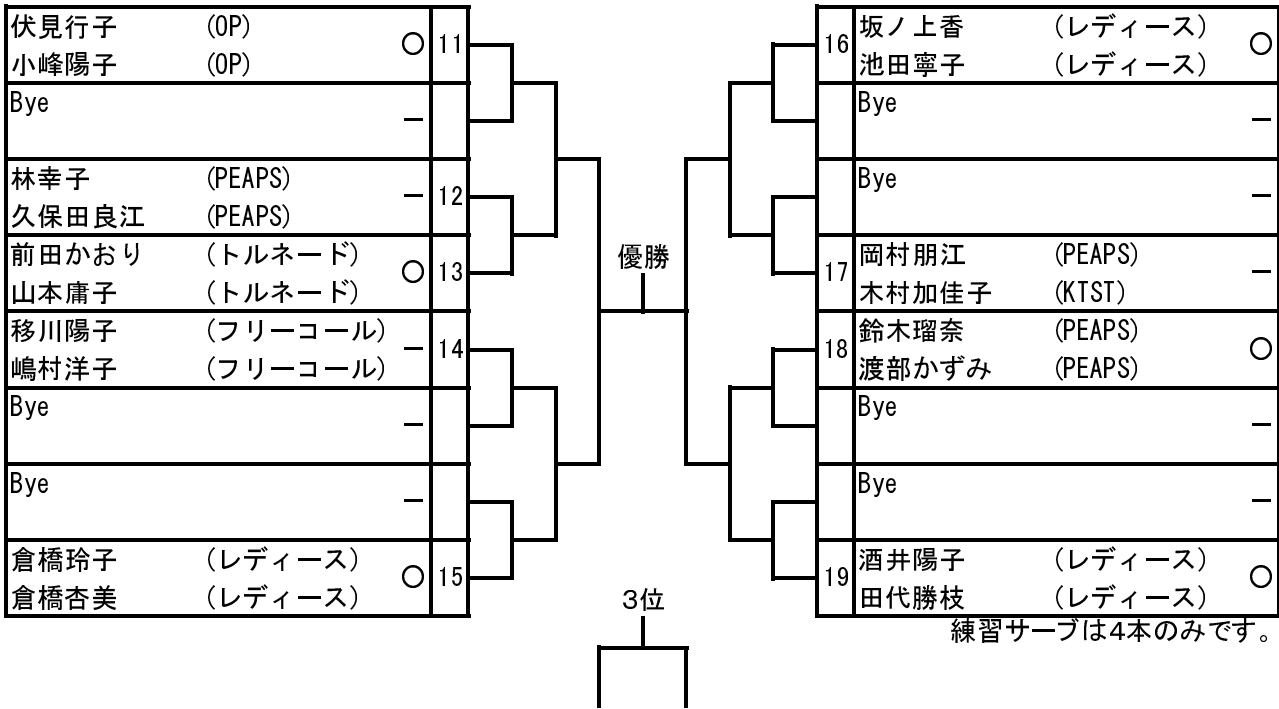 伏見行子 (OP) ○ 11
小峰陽子 (OP)
Bye －
林幸子 (PEAPS) － 12
久保田良江 (PEAPS)
前田かおり (トルネード) ○ 13
山本庸子 (トルネード)
移川陽子 (フリーコール) － 14
嶋村洋子 (フリーコール)
Bye －
Bye －
倉橋玲子 (レディース) ○ 15
倉橋杏美 (レディース)
優勝
3位
16 坂ノ上香 (レディース) ○
池田寧子 (レディース)
Bye －
Bye －
17 岡村朋江 (PEAPS) －
木村加佳子 (KTST)
18 鈴木瑠奈 (PEAPS) ○
渡部かずみ (PEAPS)
Bye －
Bye －
19 酒井陽子 (レディース) ○
田代勝枝 (レディース)
練習サーブは4本のみです。